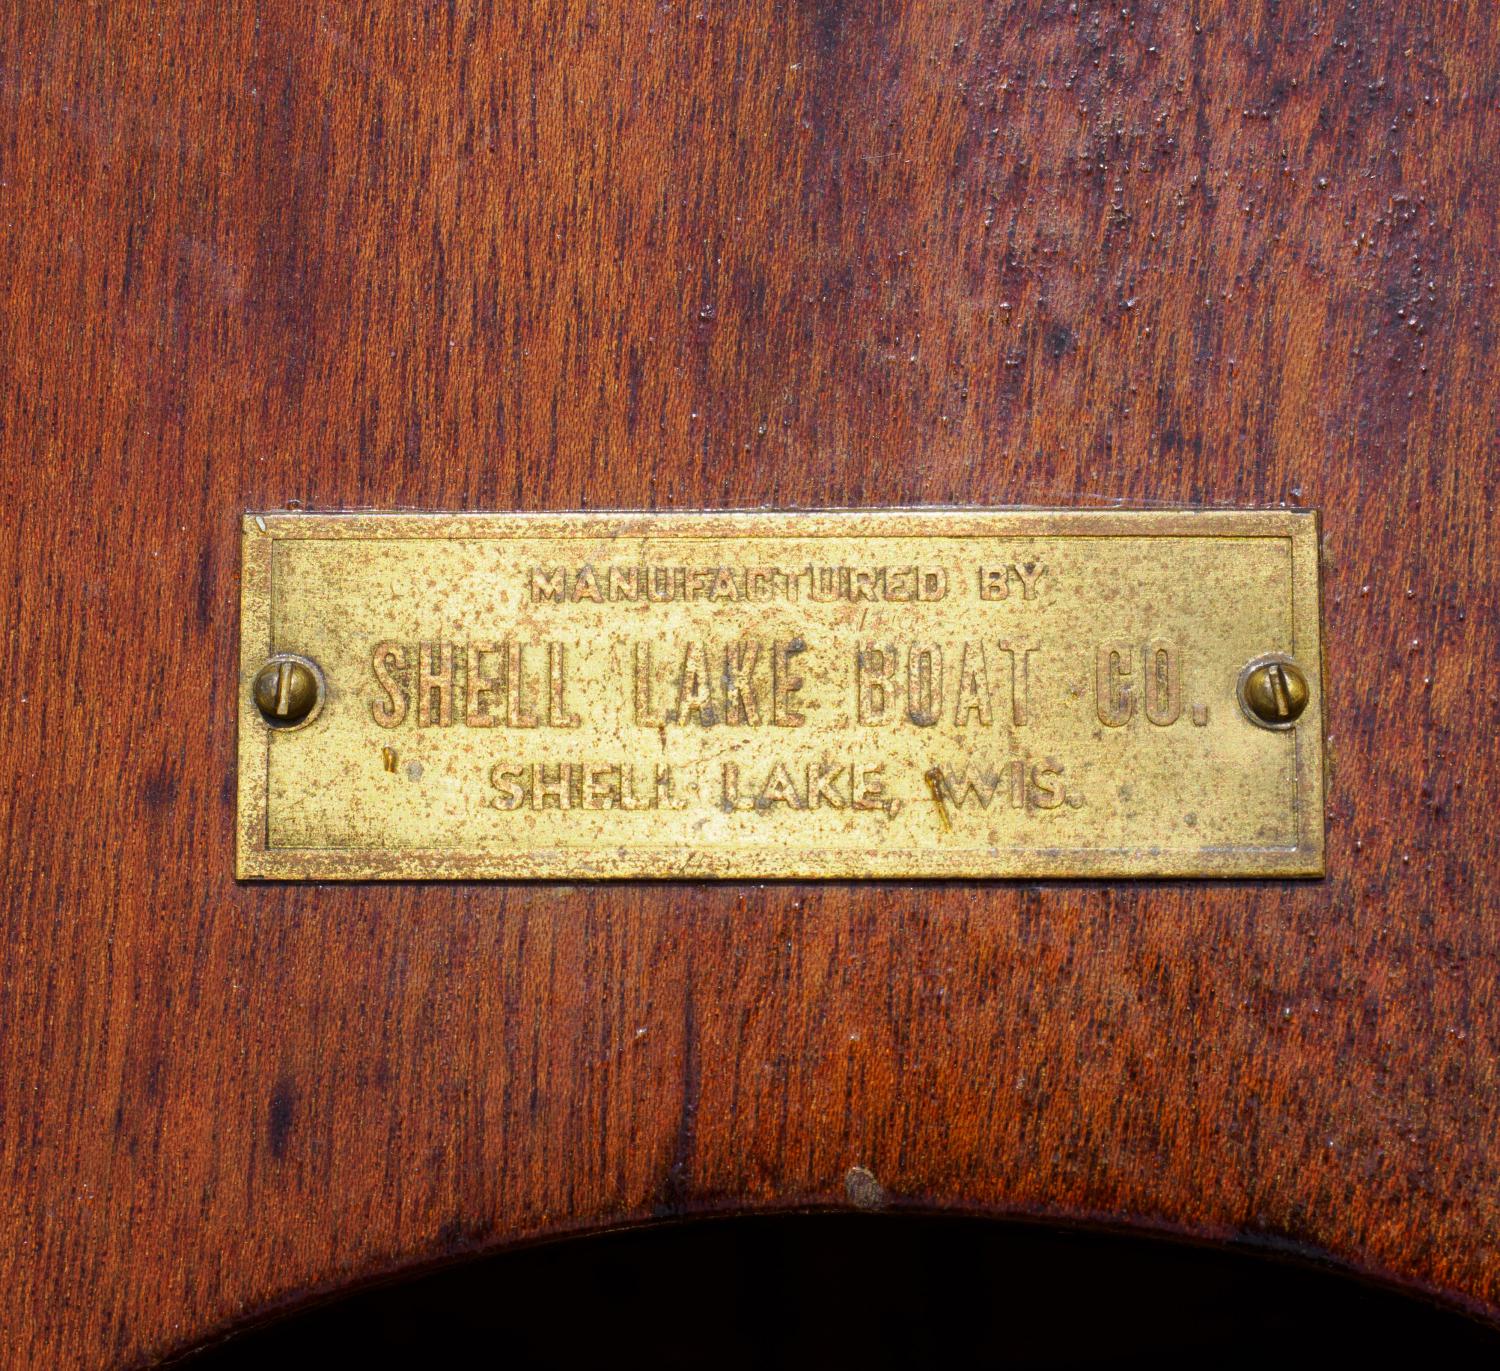 MANUFACTURED BY
SHELL LAKE BOAT CO.
SHELL LAKE, WIS.